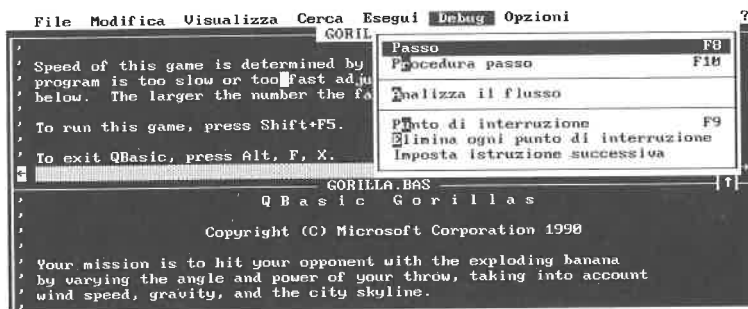 File Modifica Visualizza Cerca Esegui Debug Opzioni ?
GORIL
Speed of this game is determined by
program is too slow or too fast adju
below. The larger the number the fa
To run this game, press Shift+F5.
To exit QBasic, press Alt, F, X.
Passo F8
Procedura passo F10
Analizza il flusso
Punto di interruzione F9
Elimina ogni punto di interruzione
Imposta istruzione successiva
GORILLA.BAS
Q B a s i c G o r i l l a s
Copyright (C) Microsoft Corporation 1990
Your mission is to hit your opponent with the exploding banana
by varying the angle and power of your throw, taking into account
wind speed, gravity, and the city skyline.